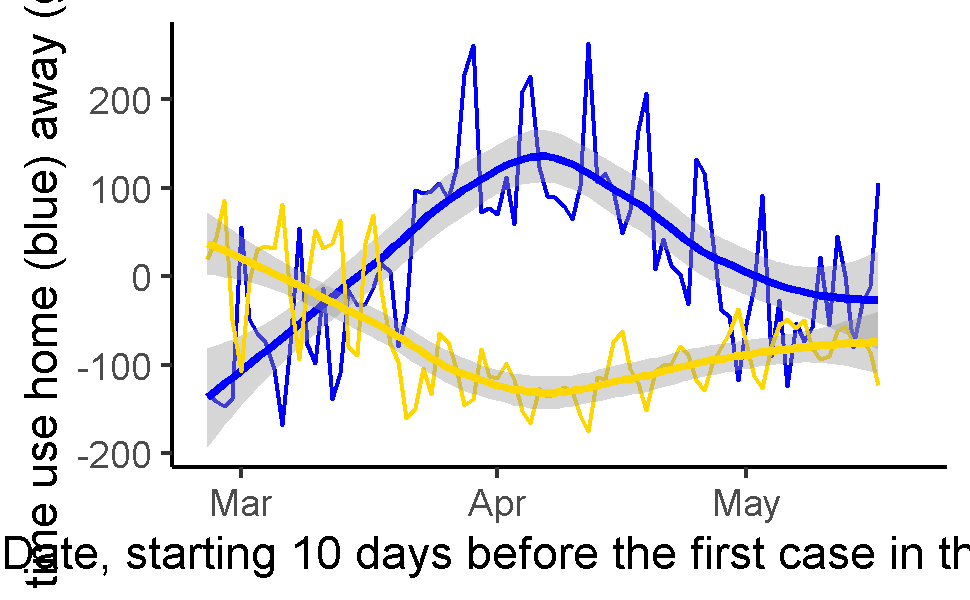 time use home (blue) away (
200
100
0
-100
-200
Mar Apr May
Date, starting 10 days before the first case in th